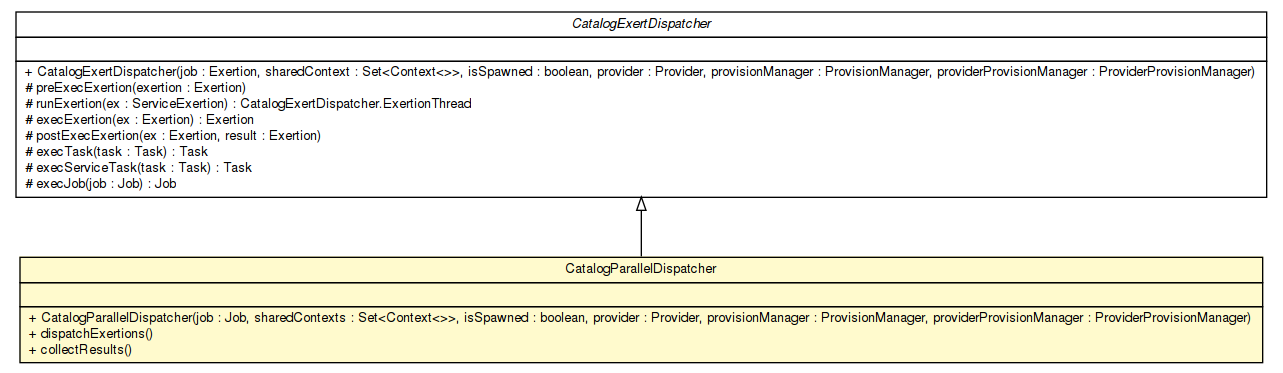 CatalogExertDispatcher
+ CatalogExertDispatcher(job : Exertion, sharedContext : Set<Context<>>, isSpawned : boolean, provider : Provider, provisionManager : ProvisionManager, providerProvisionManager : ProviderProvisionManager)
# preExecExertion(exertion : Exertion)
# runExertion(ex : ServiceExertion) : CatalogExertDispatcher.ExertionThread
# execExertion(ex : Exertion) : Exertion
# postExecExertion(ex : Exertion, result : Exertion)
# execTask(task : Task) : Task
# execServiceTask(task : Task) : Task
# execJob(job : Job) : Job
CatalogParallelDispatcher
+ CatalogParallelDispatcher(job : Job, sharedContexts : Set<Context<>>, isSpawned : boolean, provider : Provider, provisionManager : ProvisionManager, providerProvisionManager : ProviderProvisionManager)
+ dispatchExertions()
+ collectResults()